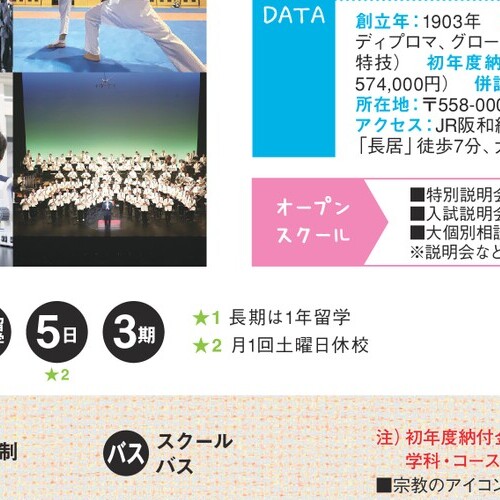 DATA
創立年：1903年
ディプロマ、グロー
特技） 初年度納
574,000円） 併
所在地：〒558-000
アクセス：JR阪和
「長居」徒歩7分、
オープン
スクール
■特別説明会
■入試説明会
■大個別相
※説明会な
5日
3期
★2
★1 長期は1年留学
★2 月1回土曜日休校
制
バス スクール
バス
注）初年度納付金
学科・コース
■宗教のアイコン